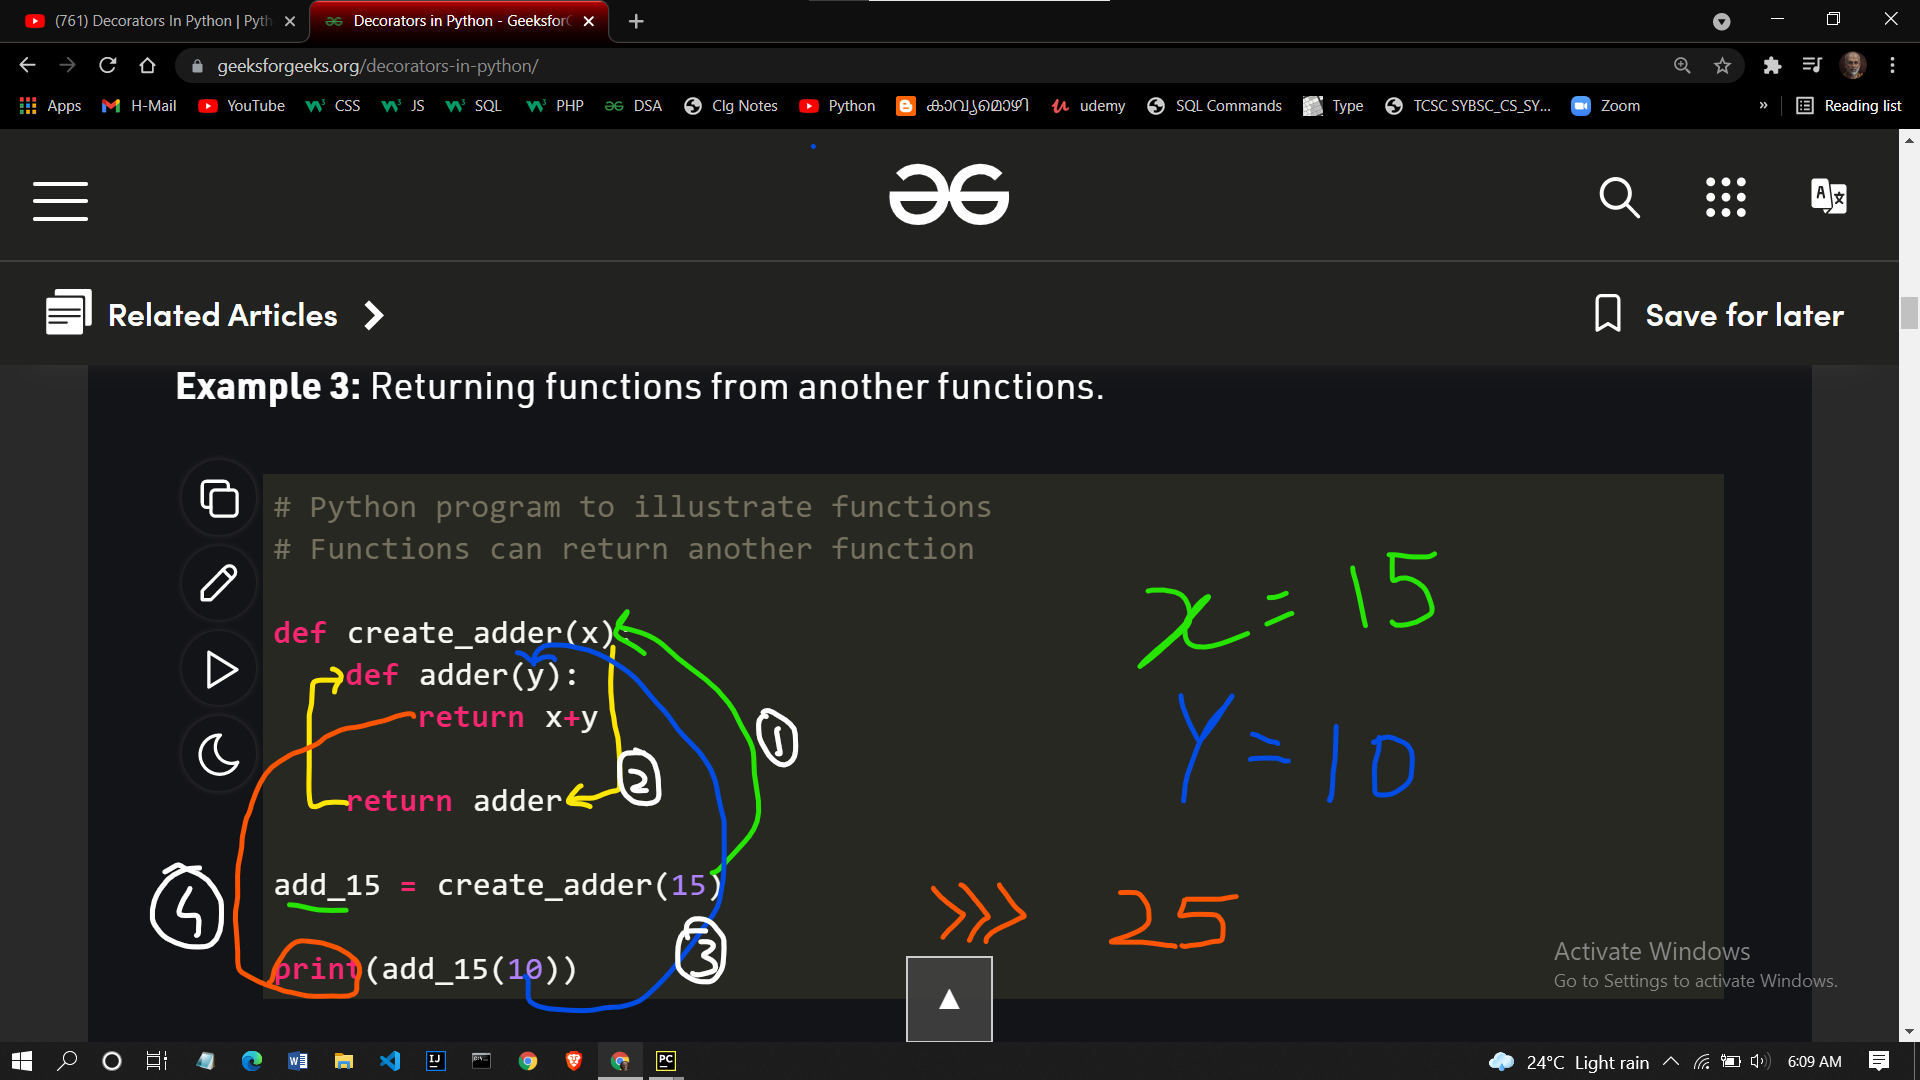 (761) Decorators In Python | Pyth
Decorators in Python - GeeksforG
geeksforgeeks.org/decorators-in-python/
Apps H-Mail YouTube CSS JS SQL PHP DSA Clg Notes Python കാവ്യമൊഴി udemy SQL Commands Type TCSC SYBSC_CS_SY... Zoom » Reading list
Related Articles
Save for later
Example 3: Returning functions from another functions.
# Python program to illustrate functions
# Functions can return another function
def create_adder(x):
def adder(y):
return x+y
return adder
add_15 = create_adder(15)
print(add_15(10))
x = 15
Y = 10
>>> 25
1
2
3
4
Activate Windows
Go to Settings to activate Windows.
24°C Light rain 6:09 AM